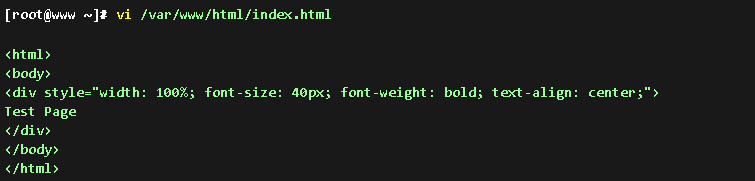 [root@www ~]# vi /var/www/html/index.html
<html>
<body>
<div style="width: 100%; font-size: 40px; font-weight: bold; text-align: center;">
Test Page
</div>
</body>
</html>